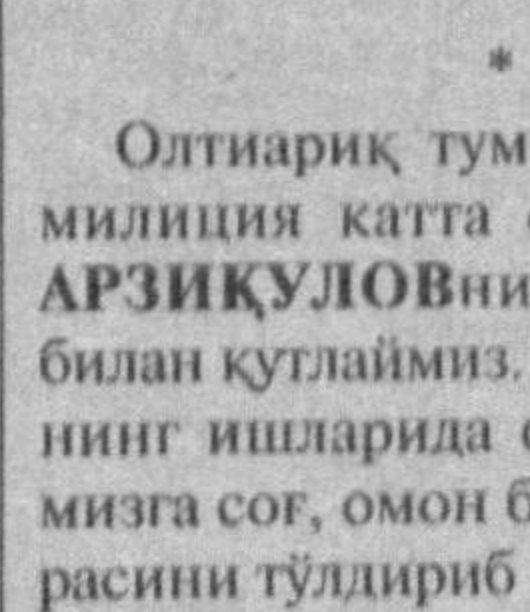 *
Олтиариқ тум
милиция катта
АРЗИҚУЛОВни
билан қутлаймиз.
нинг ишларида
мизга соғ, омон б
расини тўлдириб